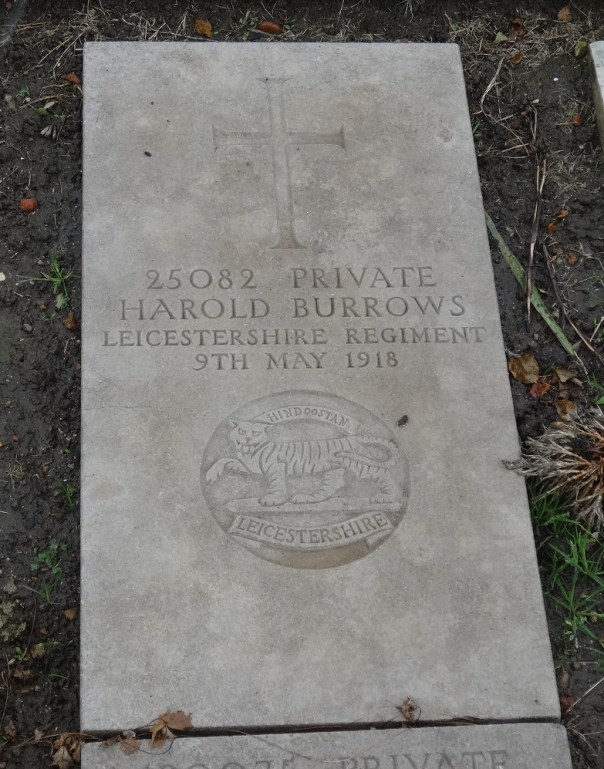 25082 PRIVATE
HAROLD BURROWS
LEICESTERSHIRE REGIMENT
9TH MAY 1918
HINDOOSTAN
LEICESTERSHIRE
PRIVATE